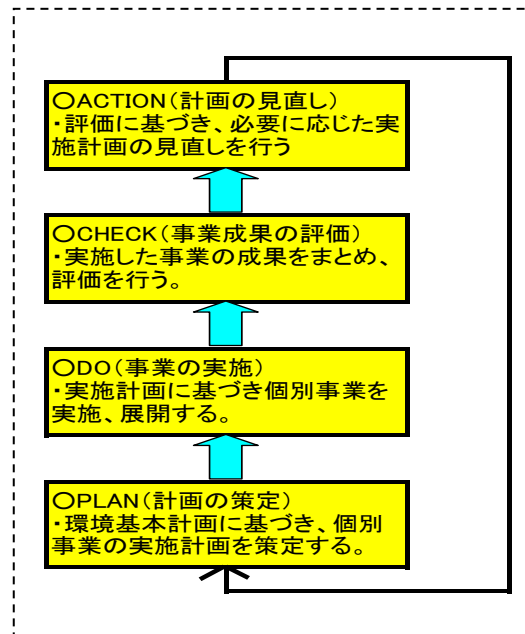 ○ACTION(計画の見直し)
・評価に基づき、必要に応じた実
施計画の見直しを行う
○CHECK(事業成果の評価)
・実施した事業の成果をまとめ、
評価を行う。
○DO(事業の実施)
・実施計画に基づき個別事業を
実施、展開する。
○PLAN(計画の策定)
・環境基本計画に基づき、個別
事業の実施計画を策定する。